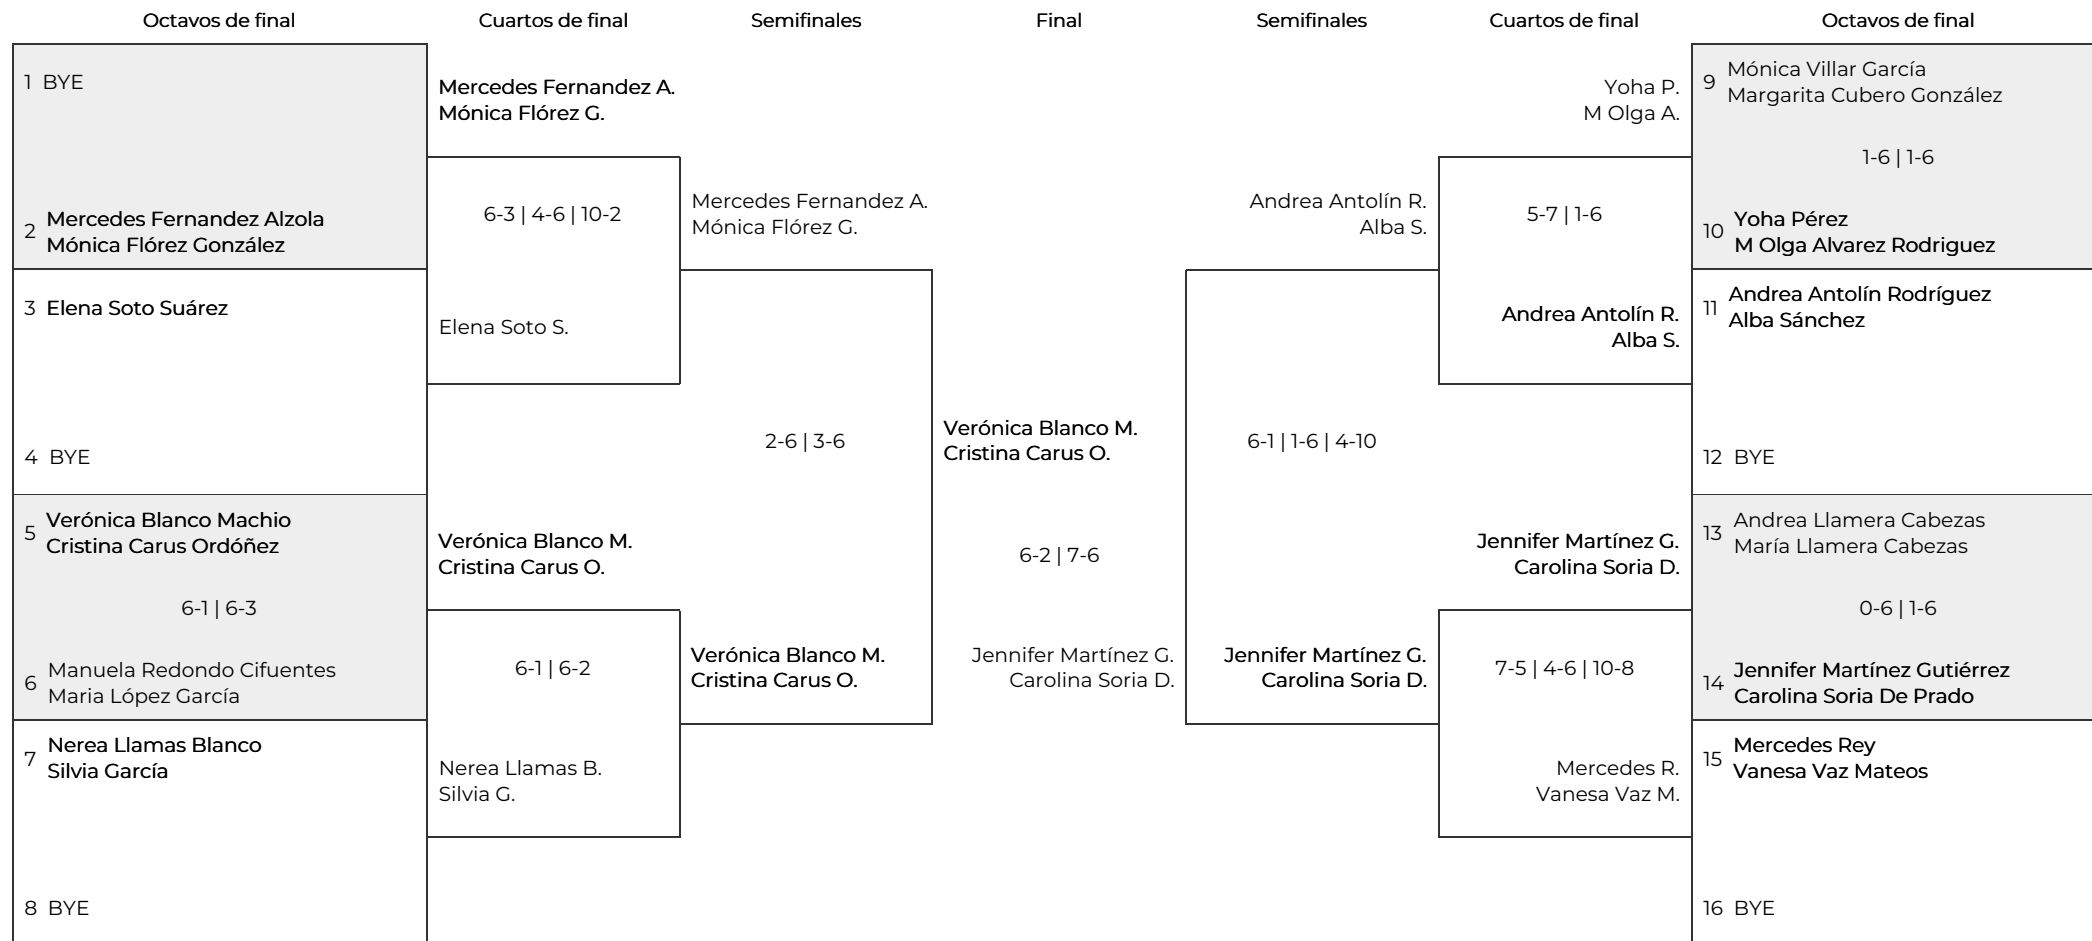 Octavos de final
Cuartos de final
Semifinales
Final
Semifinales
Cuartos de final
Octavos de final
1 BYE
2 Mercedes Fernandez Alzola
Mónica Flórez González
3 Elena Soto Suárez
4 BYE
5 Verónica Blanco Machio
Cristina Carus Ordóñez
6-1 | 6-3
6 Manuela Redondo Cifuentes
Maria López García
7 Nerea Llamas Blanco
Silvia García
8 BYE
Mercedes Fernandez A.
Mónica Flórez G.
6-3 | 4-6 | 10-2
Elena Soto S.
Verónica Blanco M.
Cristina Carus O.
6-1 | 6-2
Nerea Llamas B.
Silvia G.
Mercedes Fernandez A.
Mónica Flórez G.
2-6 | 3-6
Verónica Blanco M.
Cristina Carus O.
Verónica Blanco M.
Cristina Carus O.
6-2 | 7-6
Jennifer Martínez G.
Carolina Soria D.
Andrea Antolín R.
Alba S.
6-1 | 1-6 | 4-10
Jennifer Martínez G.
Carolina Soria D.
Yoha P.
M Olga A.
5-7 | 1-6
Andrea Antolín R.
Alba S.
Jennifer Martínez G.
Carolina Soria D.
7-5 | 4-6 | 10-8
Mercedes R.
Vanesa Vaz M.
9 Mónica Villar García
Margarita Cubero González
1-6 | 1-6
10 Yoha Pérez
M Olga Alvarez Rodriguez
11 Andrea Antolín Rodríguez
Alba Sánchez
12 BYE
13 Andrea Llamera Cabezas
María Llamera Cabezas
0-6 | 1-6
14 Jennifer Martínez Gutiérrez
Carolina Soria De Prado
15 Mercedes Rey
Vanesa Vaz Mateos
16 BYE